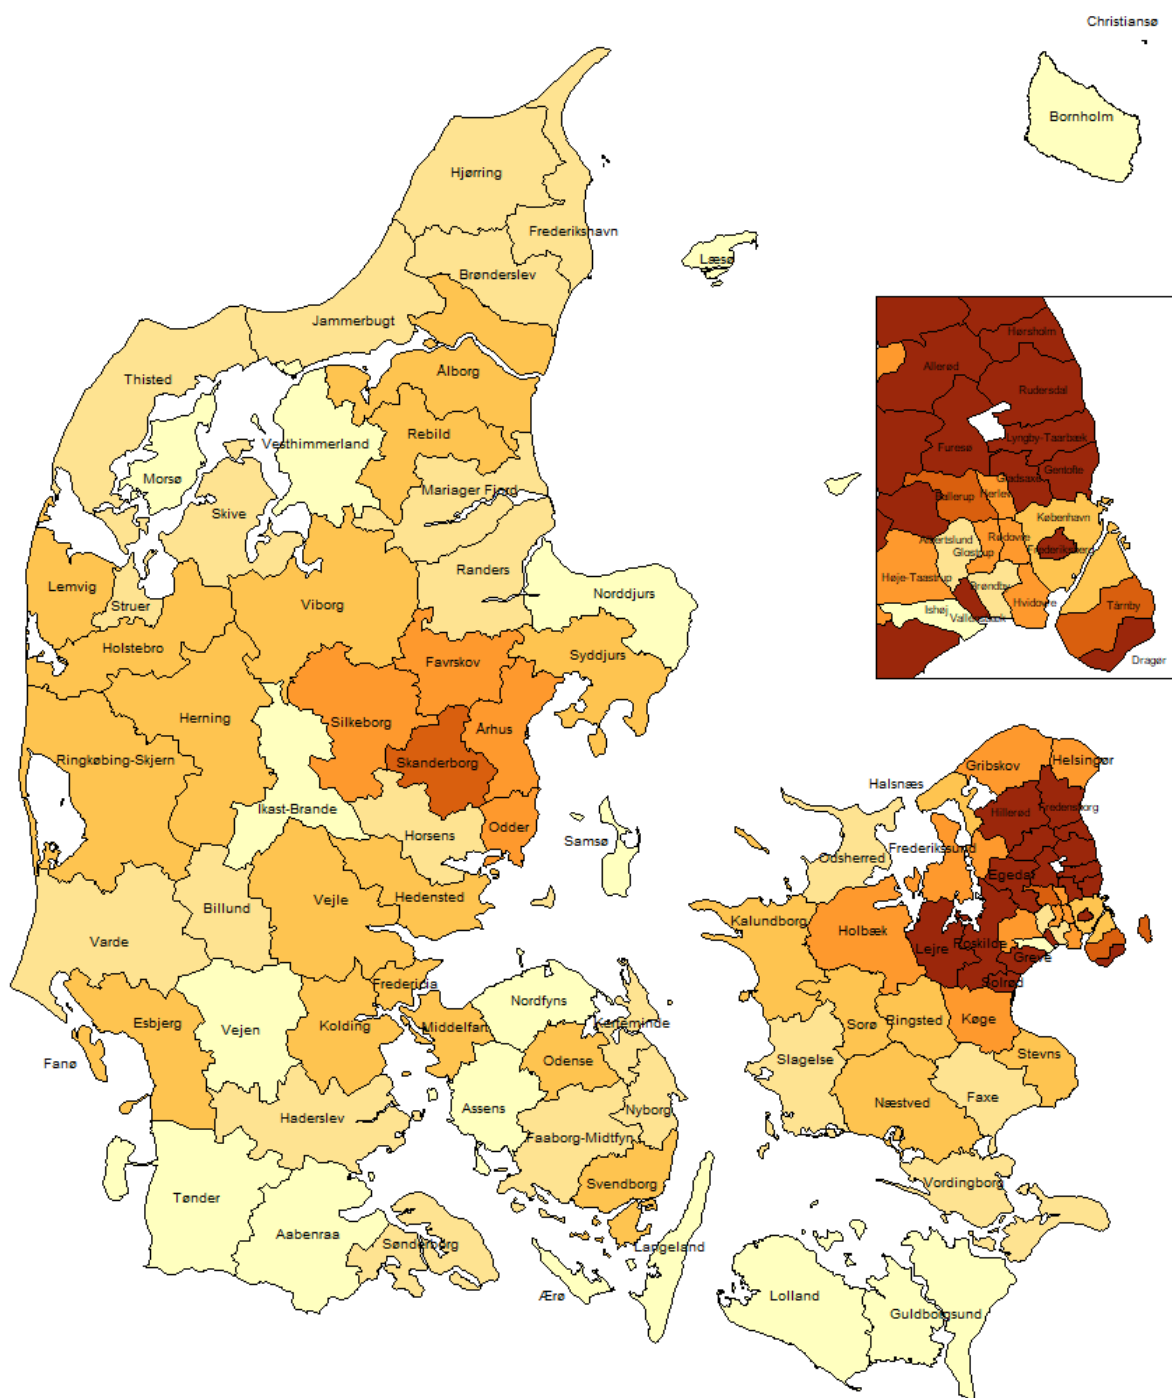 Christiansø
Bornholm
Hjørring
Frederikshavn
Læsø
Brønderslev
Jammerbugt
Thisted
Ålborg
Vesthimmerland
Rebild
Morsø
Mariager Fjord
Skive
Randers
Lemvig
Struer
Viborg
Norddjurs
Holstebro
Favrskov
Syddjurs
Herning
Silkeborg
Århus
Ringkøbing-Skjern
Skanderborg
Ikast-Brande
Horsens
Odder
Samsø
Billund
Vejle
Hedensted
Varde
Fredericia
Nordfyns
Esbjerg
Vejen
Kolding
Middelfart
Kerteminde
Fanø
Odense
Assens
Nyborg
Haderslev
Faaborg-Midtfyn
Svendborg
Tønder
Aabenraa
Sønderborg
Langeland
Ærø
Hørsholm
Allerød
Rudersdal
Lyngby-Taarbæk
Furesø
Gentofte
Gladsaxe
Ballerup
Herlev
København
Albertslund
Rødovre
Glostrup
Frederiksberg
Høje-Taastrup
Brøndby
Ishøj
Hvidovre
Vallensbæk
Tårnby
Dragør
Gribskov
Helsingør
Halsnæs
Hillerød
Fredensborg
Frederikssund
Odsherred
Egedal
Kalundborg
Holbæk
Lejre
Roskilde
Greve
Solrød
Sorø
Ringsted
Køge
Slagelse
Stevns
Næstved
Faxe
Vordingborg
Lolland
Guldborgsund